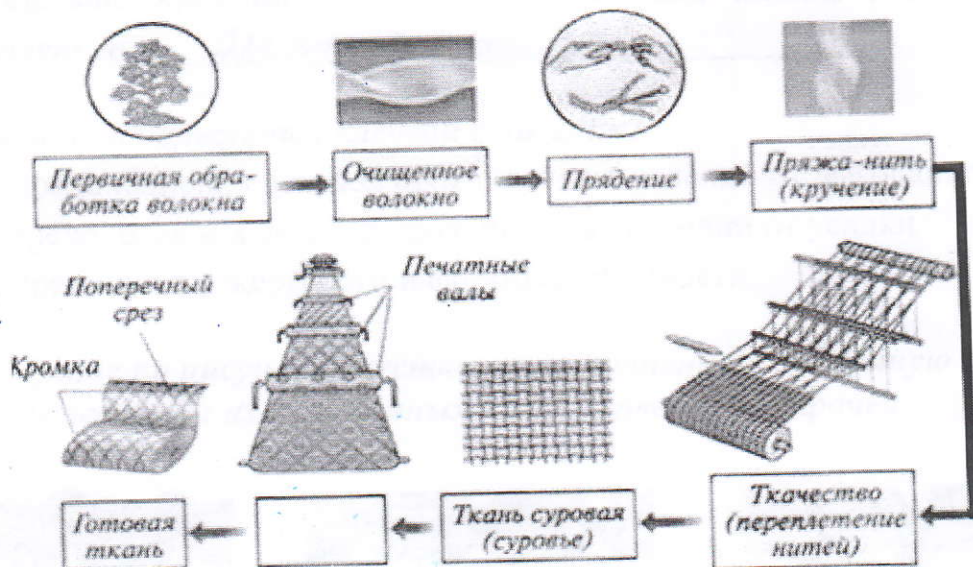 Первичная обра-
ботка волокна
Очищенное
волокно
Прядение
Пряжа-нить
(кручение)
Печатные
валы
Поперечный
срез
Кромка
Готовая
ткань
Ткань суровая
(суровье)
Ткачество
(переплетение
нитей)